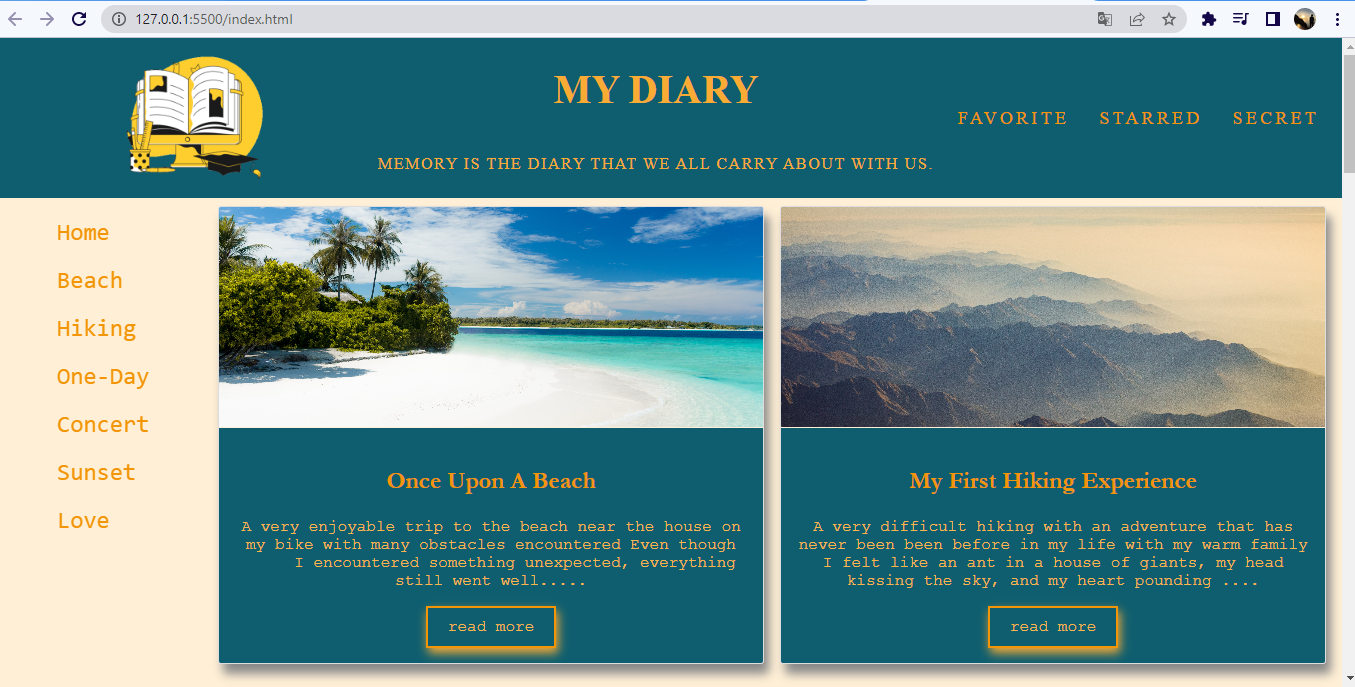 127.0.0.1:5500/index.html
MY DIARY
FAVORITE STARRED SECRET
MEMORY IS THE DIARY THAT WE ALL CARRY ABOUT WITH US.
Home
Beach
Hiking
One-Day
Concert
Sunset
Love
Once Upon A Beach
A very enjoyable trip to the beach near the house on
my bike with many obstacles encountered Even though
I encountered something unexpected, everything
still went well.....
read more
My First Hiking Experience
A very difficult hiking with an adventure that has
never been been before in my life with my warm family
I felt like an ant in a house of giants, my head
kissing the sky, and my heart pounding ....
read more